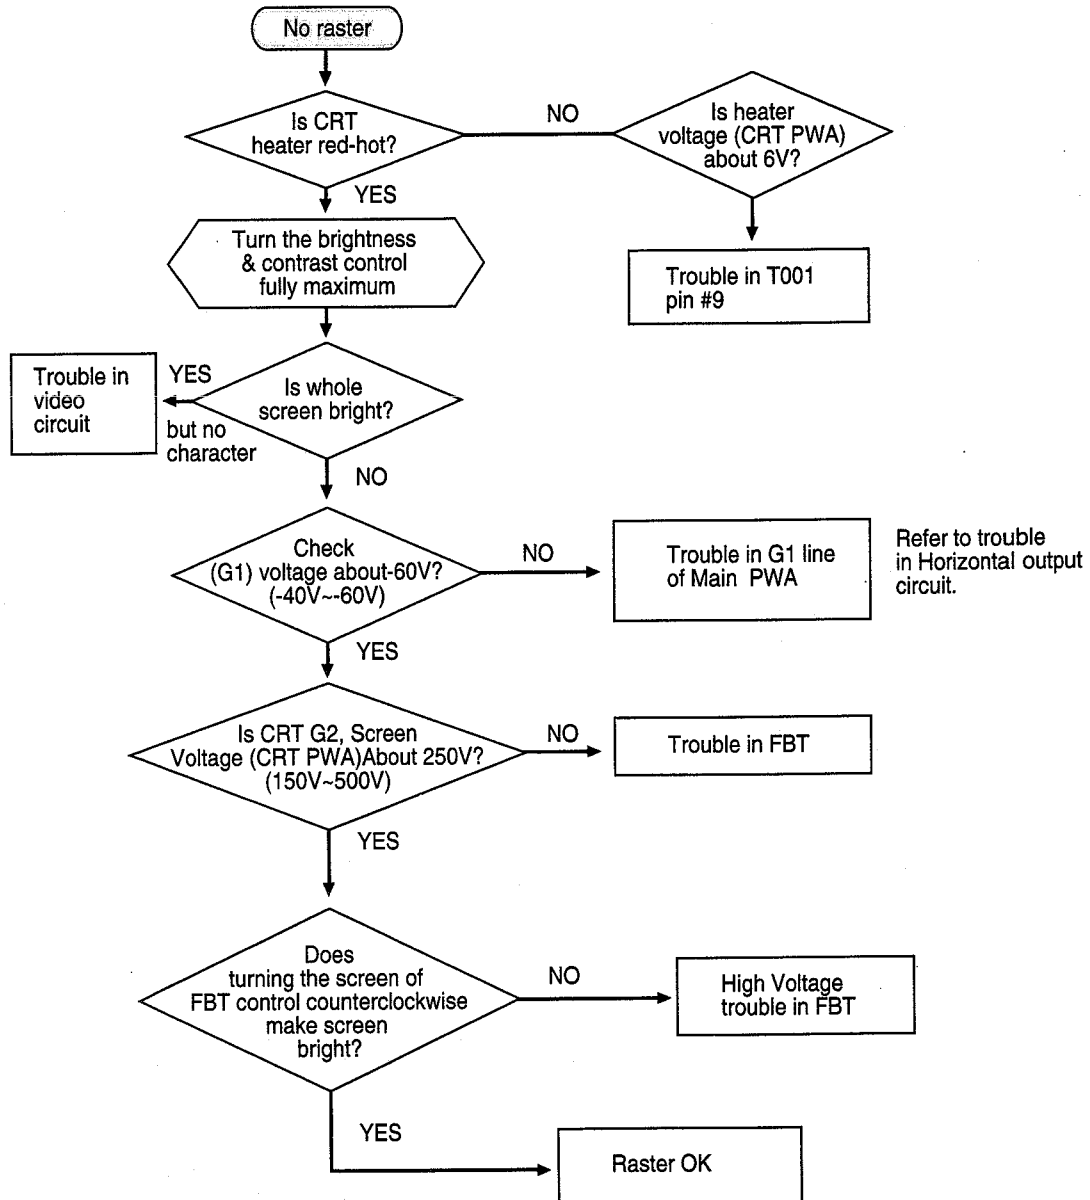 No raster
Is CRT
heater red-hot?
NO
Is heater
voltage (CRT PWA)
about 6V?
YES
Trouble in T001
pin #9
Turn the brightness
& contrast control
fully maximum
Is whole
screen bright?
YES
but no
character
Trouble in
video
circuit
NO
Check
(G1) voltage about-60V?
(-40V~-60V)
NO
Trouble in G1 line
of Main PWA
Refer to trouble
in Horizontal output
circuit.
YES
Is CRT G2, Screen
Voltage (CRT PWA)About 250V?
(150V~500V)
NO
Trouble in FBT
YES
Does
turning the screen of
FBT control counterclockwise
make screen
bright?
NO
High Voltage
trouble in FBT
YES
Raster OK